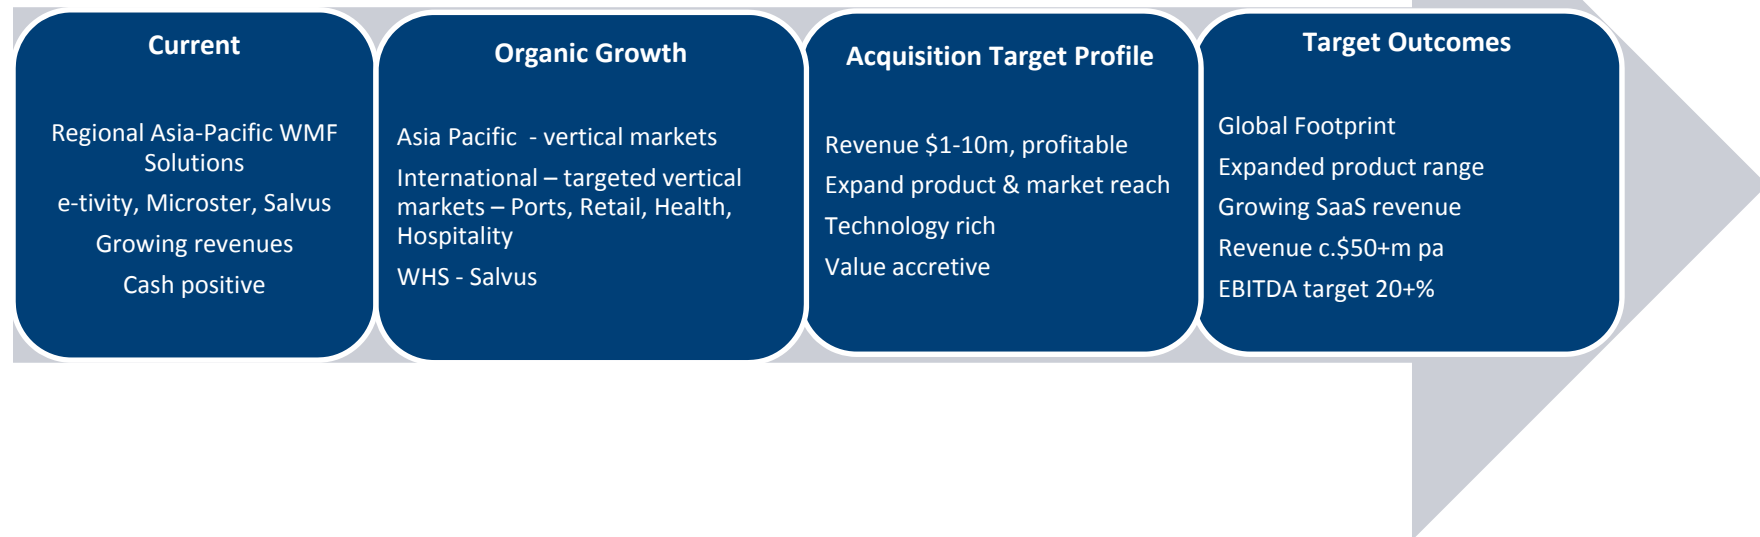 Current
Regional Asia-Pacific WMF
Solutions
e-tivity, Microster, Salvus
Growing revenues
Cash positive
Organic Growth
Asia Pacific  - vertical markets
International – targeted vertical
markets – Ports, Retail, Health,
Hospitality
WHS - Salvus
Acquisition Target Profile
Revenue $1-10m, profitable
Expand product & market reach
Technology rich
Value accretive
Target Outcomes
Global Footprint
Expanded product range
Growing SaaS revenue
Revenue c.$50+m pa
EBITDA target 20+%